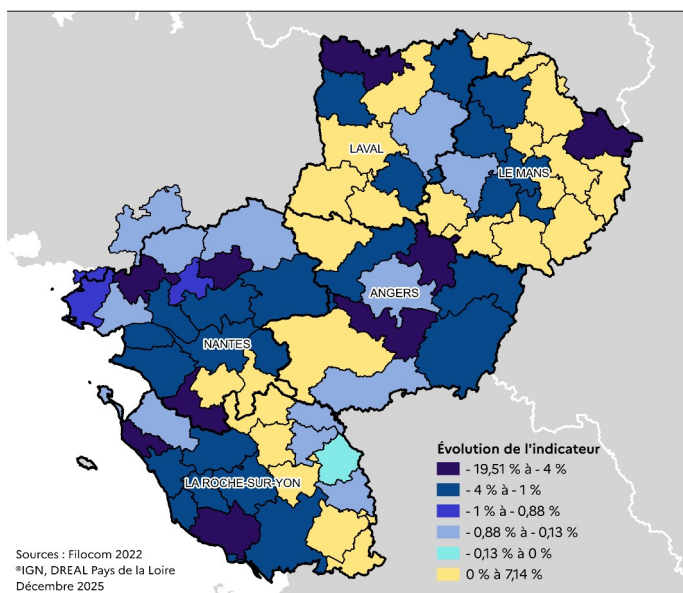 LAVAL
LE MANS
ANGERS
NANTES
LA ROCHE-SUR-YON
Évolution de l'indicateur
- 19,51 % à - 4 %
- 4 % à - 1 %
- 1 % à - 0,88 %
- 0,88 % à - 0,13 %
- 0,13 % à 0 %
0 % à 7,14 %
Sources : Filocom 2022
®IGN, DREAL Pays de la Loire
Décembre 2025